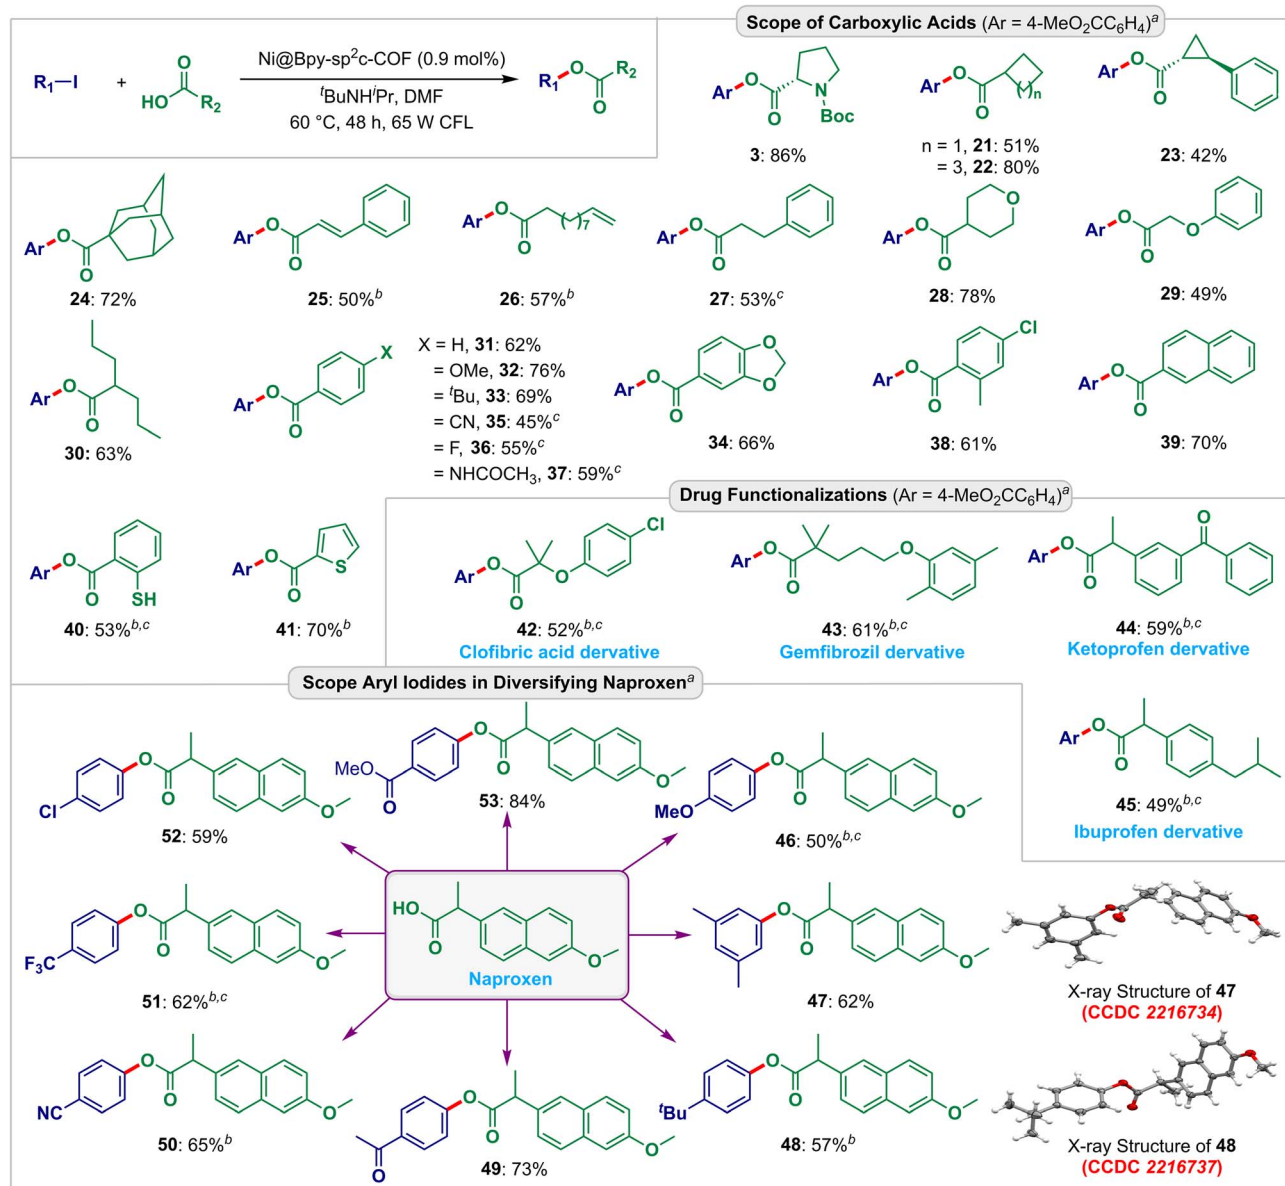 Scope of Carboxylic Acids (Ar = 4-MeO2CC6H4)a
R1—I + HO O R2
Ni@Bpy-sp2c-COF (0.9 mol%)
tBuNHiPr, DMF
60 °C, 48 h, 65 W CFL
R1 O R2 O
Ar O O N Boc
3: 86%
Ar O O n
n = 1, 21: 51%
= 3, 22: 80%
Ar O O
23: 42%
Ar O O
24: 72%
Ar O O
25: 50%b
Ar O O 7
26: 57%b
Ar O O
27: 53%c
Ar O O O
28: 78%
Ar O O O
29: 49%
Ar O O
30: 63%
Ar O O X
X = H, 31: 62%
= OMe, 32: 76%
= tBu, 33: 69%
= CN, 35: 45%c
= F, 36: 55%c
= NHCOCH3, 37: 59%c
Ar O O O O
34: 66%
Ar O O Cl
38: 61%
Ar O O
39: 70%
Ar O O SH
40: 53%b,c
Ar O O S
41: 70%b
Drug Functionalizations (Ar = 4-MeO2CC6H4)a
Ar O O O Cl
42: 52%b,c
Clofibric acid dervative
Ar O O O
43: 61%b,c
Gemfibrozil dervative
Ar O O O
44: 59%b,c
Ketoprofen dervative
Ar O O
45: 49%b,c
Ibuprofen dervative
Scope Aryl Iodides in Diversifying Naproxena
Cl O O O
52: 59%
MeO O O O O
53: 84%
MeO O O O
46: 50%b,c
F3C O O O
51: 62%b,c
HO O O
Naproxen
O O O
47: 62%
X-ray Structure of 47
(CCDC 2216734)
NC O O O
50: 65%b
O O O O
49: 73%
tBu O O O
48: 57%b
X-ray Structure of 48
(CCDC 2216737)